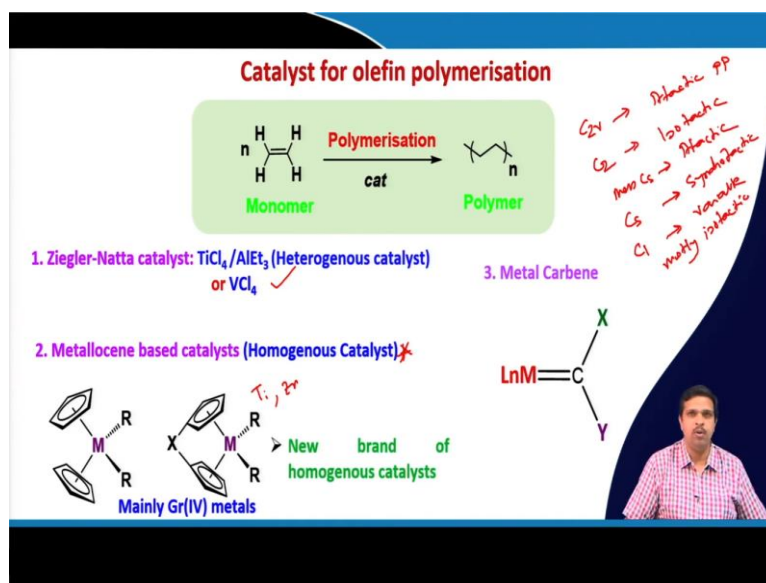 Catalyst for olefin polymerisation
n
H H
H H
Monomer
Polymerisation
cat
n
Polymer
C2v → Atactic PP
C2 → Isotactic
meso Cs → Atactic
Cs → Syndiotactic
C1 → variable
mostly isotactic
1. Ziegler-Natta catalyst: TiCl4/AlEt3 (Heterogenous catalyst)
or VCl4
2. Metallocene based catalysts (Homogenous Catalyst)
M
R
R
X
M
R
R
Ti, Zr
New brand of
homogenous catalysts
Mainly Gr(IV) metals
3. Metal Carbene
LnM
C
X
Y